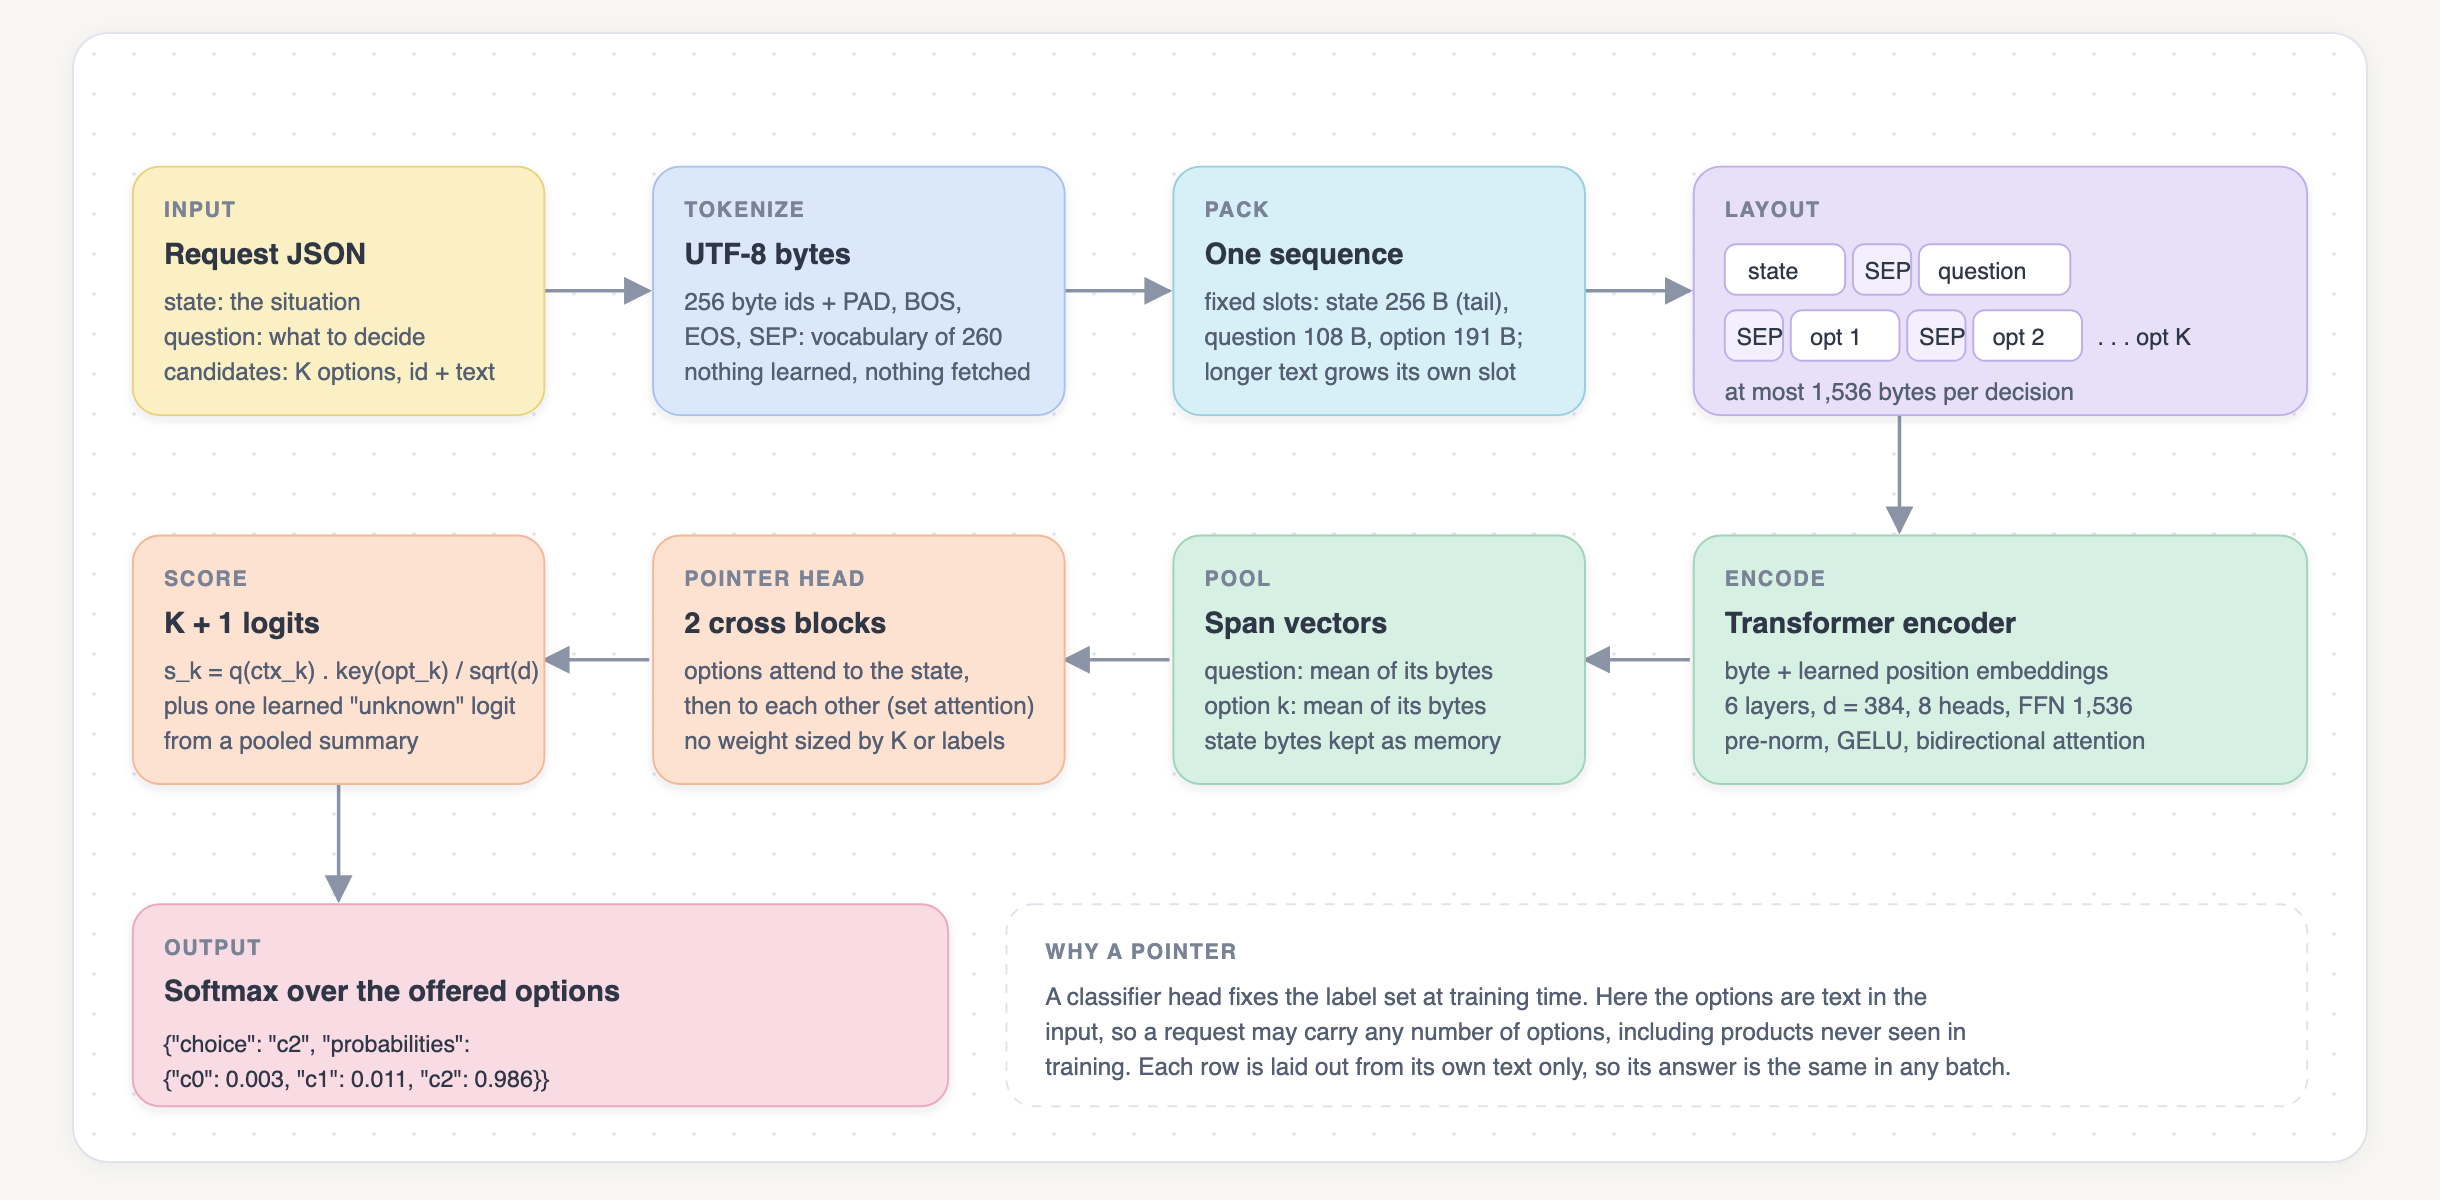 INPUT
Request JSON
state: the situation
question: what to decide
candidates: K options, id + text
TOKENIZE
UTF-8 bytes
256 byte ids + PAD, BOS,
EOS, SEP: vocabulary of 260
nothing learned, nothing fetched
PACK
One sequence
fixed slots: state 256 B (tail),
question 108 B, option 191 B;
longer text grows its own slot
LAYOUT
state SEP question
SEP opt 1 SEP opt 2 . . . opt K
at most 1,536 bytes per decision
SCORE
K + 1 logits
s_k = q(ctx_k) . key(opt_k) / sqrt(d)
plus one learned "unknown" logit
from a pooled summary
POINTER HEAD
2 cross blocks
options attend to the state,
then to each other (set attention)
no weight sized by K or labels
POOL
Span vectors
question: mean of its bytes
option k: mean of its bytes
state bytes kept as memory
ENCODE
Transformer encoder
byte + learned position embeddings
6 layers, d = 384, 8 heads, FFN 1,536
pre-norm, GELU, bidirectional attention
OUTPUT
Softmax over the offered options
{"choice": "c2", "probabilities":
{"c0": 0.003, "c1": 0.011, "c2": 0.986}}
WHY A POINTER
A classifier head fixes the label set at training time. Here the options are text in the
input, so a request may carry any number of options, including products never seen in
training. Each row is laid out from its own text only, so its answer is the same in any batch.